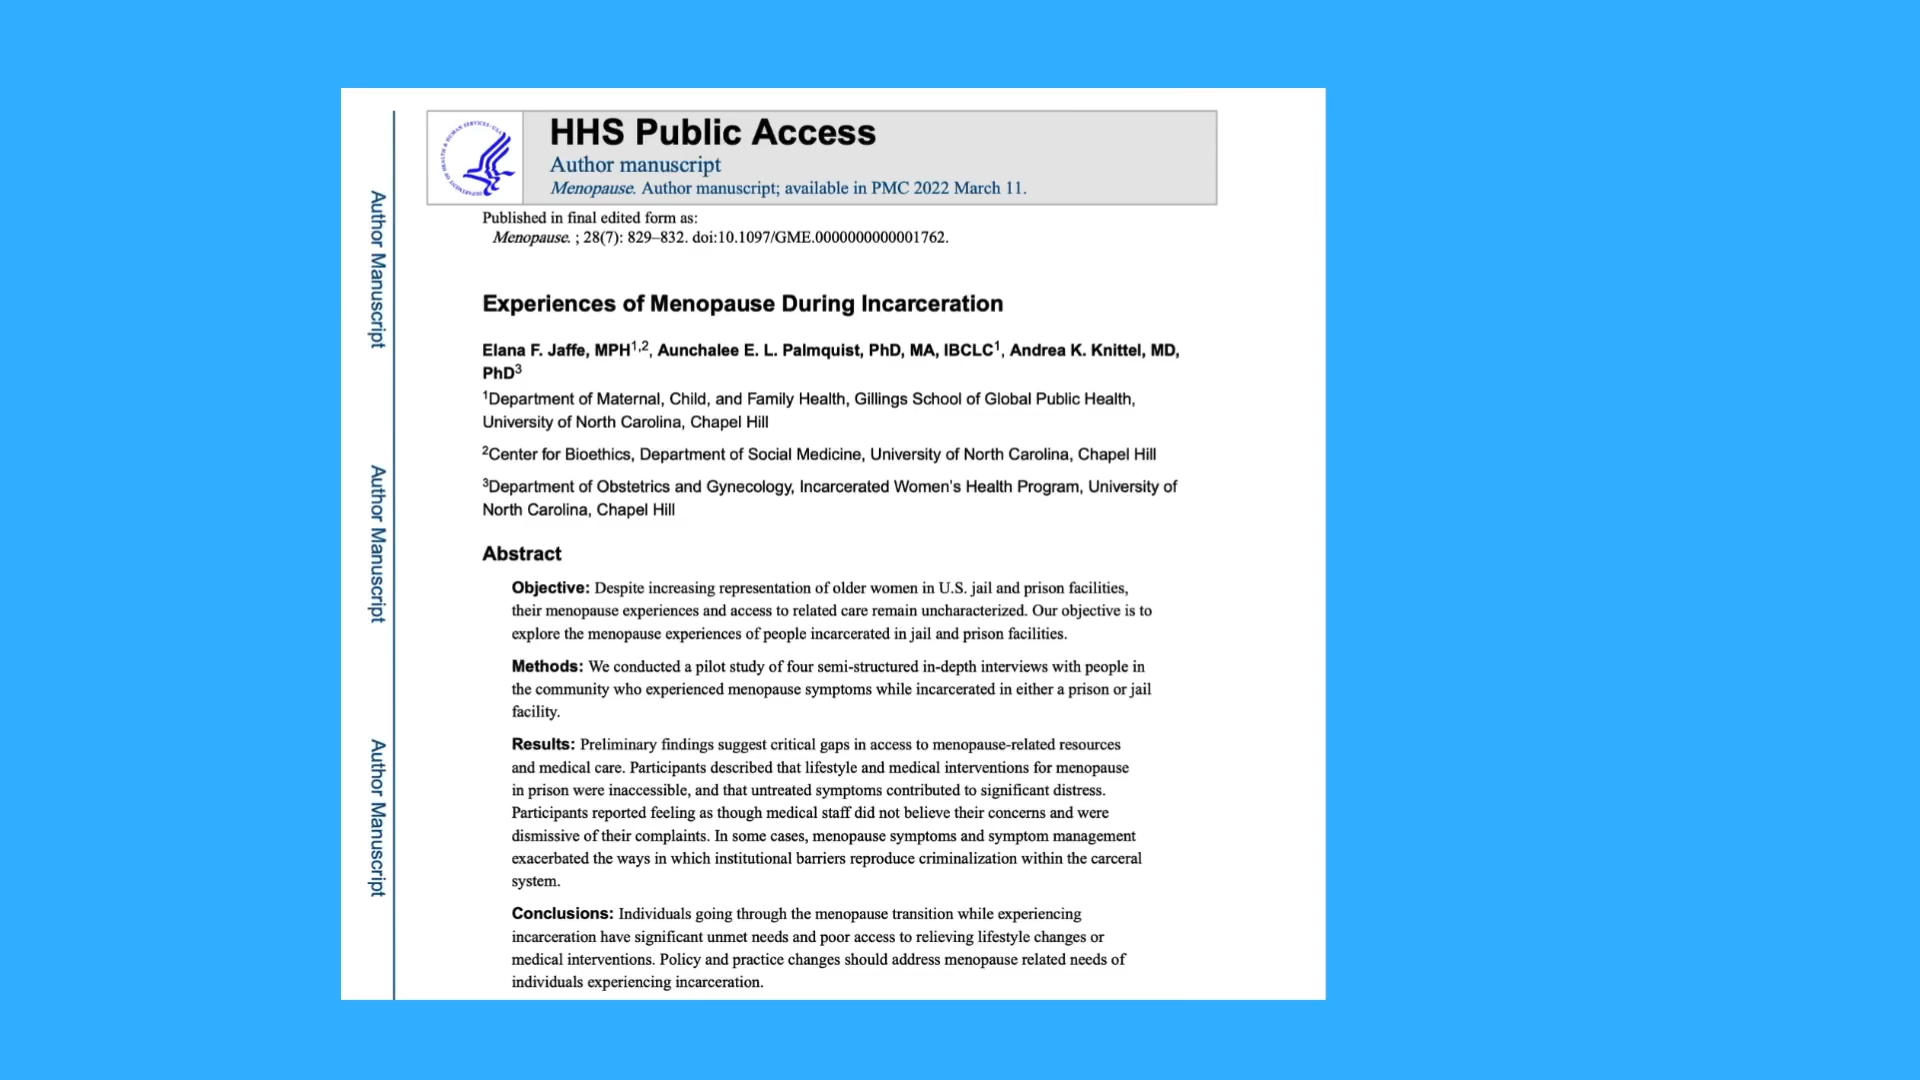 HHS Public Access
Author manuscript
Menopause. Author manuscript; available in PMC 2022 March 11.
Published in final edited form as:
Menopause. ; 28(7): 829–832. doi:10.1097/GME.0000000000001762.
Experiences of Menopause During Incarceration
Elana F. Jaffe, MPH1,2, Aunchalee E. L. Palmquist, PhD, MA, IBCLC1, Andrea K. Knittel, MD,
PhD3
1Department of Maternal, Child, and Family Health, Gillings School of Global Public Health,
University of North Carolina, Chapel Hill
2Center for Bioethics, Department of Social Medicine, University of North Carolina, Chapel Hill
3Department of Obstetrics and Gynecology, Incarcerated Women's Health Program, University of
North Carolina, Chapel Hill
Abstract
Objective: Despite increasing representation of older women in U.S. jail and prison facilities,
their menopause experiences and access to related care remain uncharacterized. Our objective is to
explore the menopause experiences of people incarcerated in jail and prison facilities.
Methods: We conducted a pilot study of four semi-structured in-depth interviews with people in
the community who experienced menopause symptoms while incarcerated in either a prison or jail
facility.
Results: Preliminary findings suggest critical gaps in access to menopause-related resources
and medical care. Participants described that lifestyle and medical interventions for menopause
in prison were inaccessible, and that untreated symptoms contributed to significant distress.
Participants reported feeling as though medical staff did not believe their concerns and were
dismissive of their complaints. In some cases, menopause symptoms and symptom management
exacerbated the ways in which institutional barriers reproduce criminalization within the carceral
system.
Conclusions: Individuals going through the menopause transition while experiencing
incarceration have significant unmet needs and poor access to relieving lifestyle changes or
medical interventions. Policy and practice changes should address menopause related needs of
individuals experiencing incarceration.
Author Manuscript
Author Manuscript
Author Manuscript